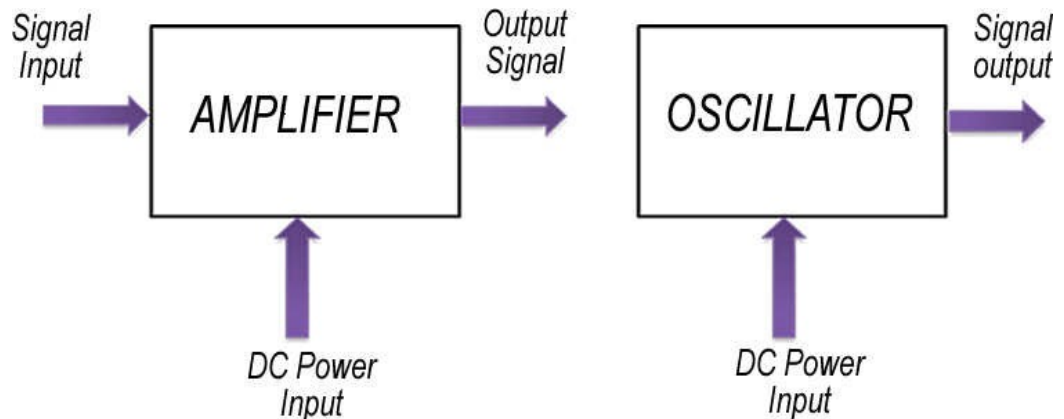 Signal
Input
AMPLIFIER
Output
Signal
DC Power
Input
OSCILLATOR
Signal
output
DC Power
Input